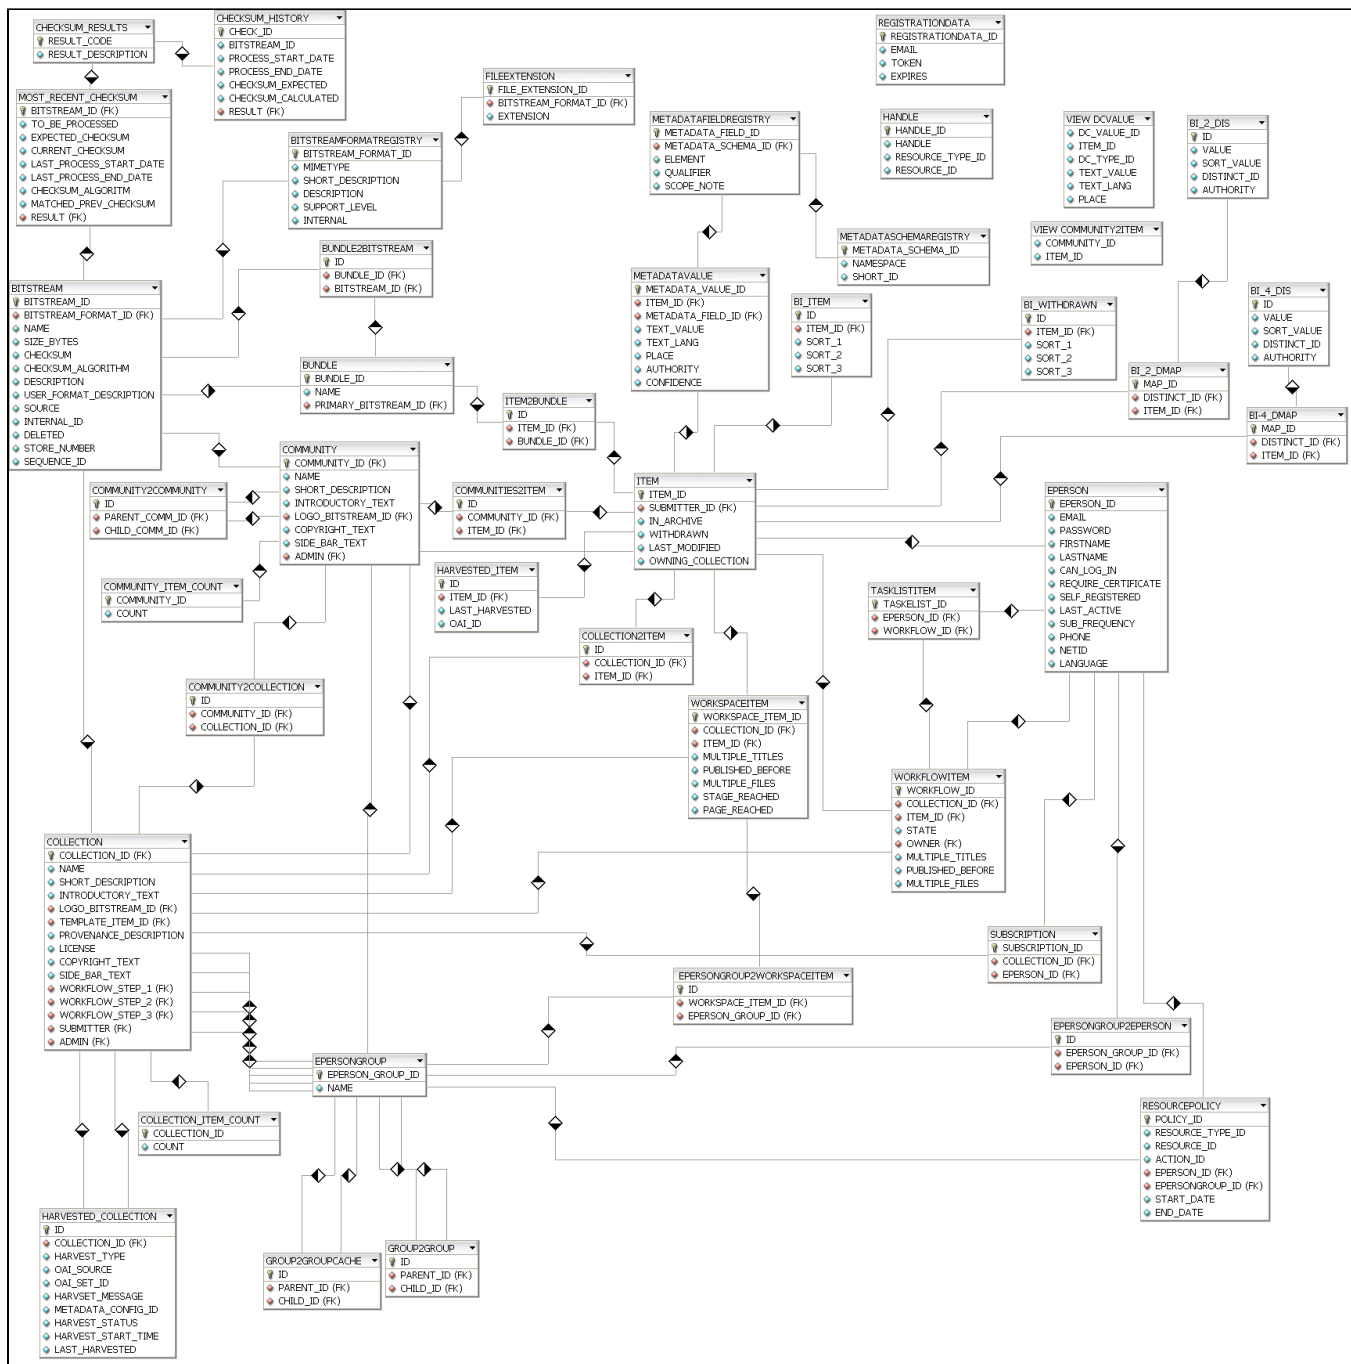 CHECKSUM_RESULTS
RESULT_CODE
RESULT_DESCRIPTION
CHECKSUM_HISTORY
CHECK_ID
BITSTREAM_ID
PROCESS_START_DATE
PROCESS_END_DATE
CHECKSUM_EXPECTED
CHECKSUM_CALCULATED
RESULT (FK)
REGISTRATIONDATA
REGISTRATIONDATA_ID
EMAIL
TOKEN
EXPIRES
MOST_RECENT_CHECKSUM
BITSTREAM_ID (FK)
TO_BE_PROCESSED
EXPECTED_CHECKSUM
CURRENT_CHECKSUM
LAST_PROCESS_START_DATE
LAST_PROCESS_END_DATE
CHECKSUM_ALGORITM
MATCHED_PREV_CHECKSUM
RESULT (FK)
FILEEXTENSION
FILE_EXTENSION_ID
BITSTREAM_FORMAT_ID (FK)
EXTENSION
BITSTREAMFORMATREGISTRY
BITSTREAM_FORMAT_ID
MIMETYPE
SHORT_DESCRIPTION
DESCRIPTION
SUPPORT_LEVEL
INTERNAL
METADATAFIELDREGISTRY
METADATA_FIELD_ID
METADATA_SCHEMA_ID (FK)
ELEMENT
QUALIFIER
SCOPE_NOTE
HANDLE
HANDLE_ID
HANDLE
RESOURCE_TYPE_ID
RESOURCE_ID
VIEW DCVALUE
DC_VALUE_ID
ITEM_ID
DC_TYPE_ID
TEXT_VALUE
TEXT_LANG
PLACE
BI_2_DIS
ID
VALUE
SORT_VALUE
DISTINCT_ID
AUTHORITY
BUNDLE2BITSTREAM
ID
BUNDLE_ID (FK)
BITSTREAM_ID (FK)
METADATASCHEMAREGISTRY
METADATA_SCHEMA_ID
NAMESPACE
SHORT_ID
VIEW COMMUNITY2ITEM
COMMUNITY_ID
ITEM_ID
BITSTREAM
BITSTREAM_ID
BITSTREAM_FORMAT_ID (FK)
NAME
SIZE_BYTES
CHECKSUM
CHECKSUM_ALGORITHM
DESCRIPTION
USER_FORMAT_DESCRIPTION
SOURCE
INTERNAL_ID
DELETED
STORE_NUMBER
SEQUENCE_ID
METADATAVALUE
METADATA_VALUE_ID
ITEM_ID (FK)
METADATA_FIELD_ID (FK)
TEXT_VALUE
TEXT_LANG
PLACE
AUTHORITY
CONFIDENCE
BI_ITEM
ID
ITEM_ID (FK)
SORT_1
SORT_2
SORT_3
BI_WITHDRAWN
ID
ITEM_ID (FK)
SORT_1
SORT_2
SORT_3
BI_4_DIS
ID
VALUE
SORT_VALUE
DISTINCT_ID
AUTHORITY
BUNDLE
BUNDLE_ID
NAME
PRIMARY_BITSTREAM_ID (FK)
BI_2_DMAP
MAP_ID
DISTINCT_ID (FK)
ITEM_ID (FK)
ITEM2BUNDLE
ID
ITEM_ID (FK)
BUNDLE_ID (FK)
BI-4_DMAP
MAP_ID
DISTINCT_ID (FK)
ITEM_ID (FK)
COMMUNITY
COMMUNITY_ID (FK)
NAME
SHORT_DESCRIPTION
INTRODUCTORY_TEXT
LOGO_BITSTREAM_ID (FK)
COPYRIGHT_TEXT
SIDE_BAR_TEXT
ADMIN (FK)
COMMUNITY2COMMUNITY
ID
PARENT_COMM_ID (FK)
CHILD_COMM_ID (FK)
COMMUNITIES2ITEM
ID
COMMUNITY_ID (FK)
ITEM_ID (FK)
ITEM
ITEM_ID
SUBMITTER_ID (FK)
IN_ARCHIVE
WITHDRAWN
LAST_MODIFIED
OWNING_COLLECTION
EPERSON
EPERSON_ID
EMAIL
PASSWORD
FIRSTNAME
LASTNAME
CAN_LOG_IN
REQUIRE_CERTIFICATE
SELF_REGISTERED
LAST_ACTIVE
SUB_FREQUENCY
PHONE
NETID
LANGUAGE
COMMUNITY_ITEM_COUNT
COMMUNITY_ID
COUNT
HARVESTED_ITEM
ID
ITEM_ID (FK)
LAST_HARVESTED
OAI_ID
TASKLISTITEM
TASKELIST_ID
EPERSON_ID (FK)
WORKFLOW_ID (FK)
COLLECTION2ITEM
ID
COLLECTION_ID (FK)
ITEM_ID (FK)
COMMUNITY2COLLECTION
ID
COMMUNITY_ID (FK)
COLLECTION_ID (FK)
WORKSPACEITEM
WORKSPACE_ITEM_ID
COLLECTION_ID (FK)
ITEM_ID (FK)
MULTIPLE_TITLES
PUBLISHED_BEFORE
MULTIPLE_FILES
STAGE_REACHED
PAGE_REACHED
WORKFLOWITEM
WORKFLOW_ID
COLLECTION_ID (FK)
ITEM_ID (FK)
STATE
OWNER (FK)
MULTIPLE_TITLES
PUBLISHED_BEFORE
MULTIPLE_FILES
COLLECTION
COLLECTION_ID (FK)
NAME
SHORT_DESCRIPTION
INTRODUCTORY_TEXT
LOGO_BITSTREAM_ID (FK)
TEMPLATE_ITEM_ID (FK)
PROVENANCE_DESCRIPTION
LICENSE
COPYRIGHT_TEXT
SIDE_BAR_TEXT
WORKFLOW_STEP_1 (FK)
WORKFLOW_STEP_2 (FK)
WORKFLOW_STEP_3 (FK)
SUBMITTER (FK)
ADMIN (FK)
SUBSCRIPTION
SUBSCRIPTION_ID
COLLECTION_ID (FK)
EPERSON_ID (FK)
EPERSONGROUP2WORKSPACEITEM
ID
WORKSPACE_ITEM_ID (FK)
EPERSON_GROUP_ID (FK)
EPERSONGROUP2EPERSON
ID
EPERSON_GROUP_ID (FK)
EPERSON_ID (FK)
EPERSONGROUP
EPERSON_GROUP_ID
NAME
COLLECTION_ITEM_COUNT
COLLECTION_ID
COUNT
RESOURCEPOLICY
POLICY_ID
RESOURCE_TYPE_ID
RESOURCE_ID
ACTION_ID
EPERSON_ID (FK)
EPERSONGROUP_ID (FK)
START_DATE
END_DATE
HARVESTED_COLLECTION
ID
COLLECTION_ID (FK)
HARVEST_TYPE
OAI_SOURCE
OAI_SET_ID
HARVSET_MESSAGE
METADATA_CONFIG_ID
HARVEST_STATUS
HARVEST_START_TIME
LAST_HARVESTED
GROUP2GROUPCACHE
ID
PARENT_ID (FK)
CHILD_ID (FK)
GROUP2GROUP
ID
PARENT_ID (FK)
CHILD_ID (FK)